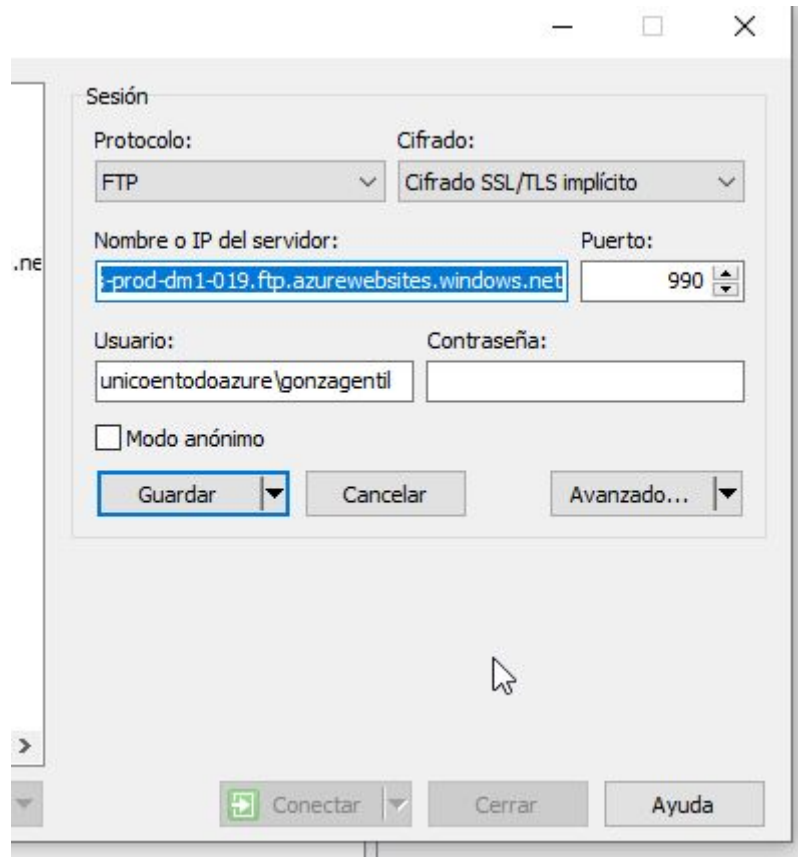 Sesión
Protocolo: Cifrado:
FTP Cifrado SSL/TLS implícito
Nombre o IP del servidor: Puerto:
.ne
-prod-dm1-019.ftp.azurewebsites.windows.net 990
Usuario: Contraseña:
unicoentodoazure\gonzagentil
Modo anónimo
Guardar Cancelar Avanzado...
Conectar Cerrar Ayuda